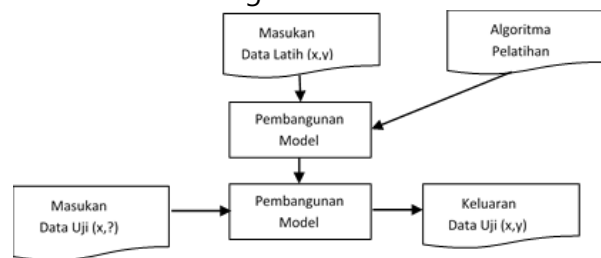 Masukan
Data Latih (x,y)
Algoritma
Pelatihan
Pembangunan
Model
Masukan
Data Uji (x,?)
Pembangunan
Model
Keluaran
Data Uji (x,y)